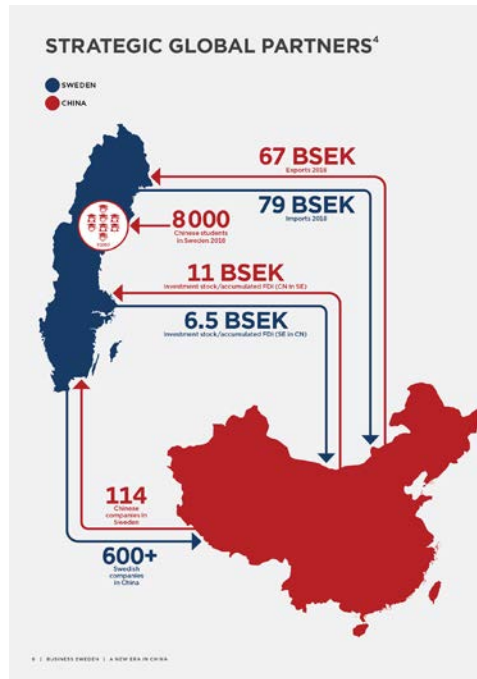 STRATEGIC GLOBAL PARTNERS⁴
SWEDEN
CHINA
67 BSEK
Exports 2018
79 BSEK
Imports 2018
8 000
Chinese students
in Sweden 2018
11 BSEK
Investment stock/accumulated FDI (CN in SE)
6.5 BSEK
Investment stock/accumulated FDI (SE in CN)
114
Chinese
companies in
Sweden
600+
Swedish
companies
in China
6 | BUSINESS SWEDEN | A NEW ERA IN CHINA